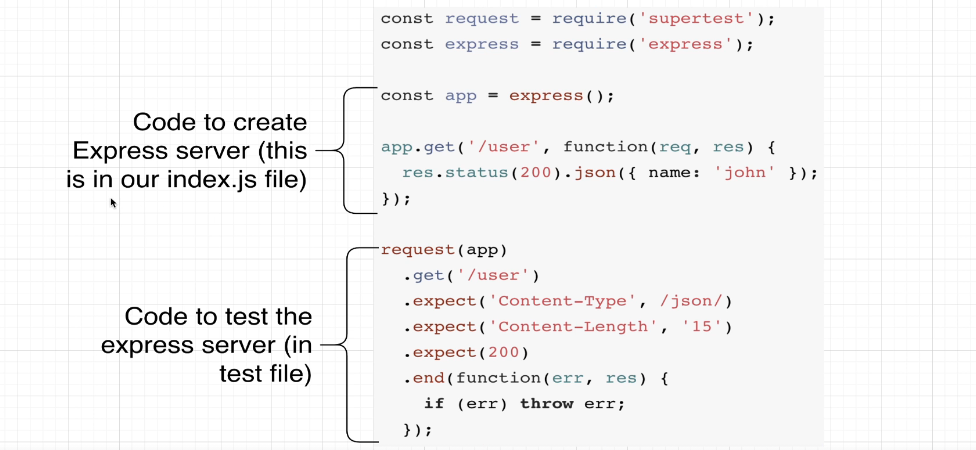 const request = require('supertest');
const express = require('express');
const app = express();
Code to create
Express server (this
is in our index.js file)
app.get('/user', function(req, res) {
  res.status(200).json({ name: 'john' });
});
request(app)
  .get('/user')
  .expect('Content-Type', /json/)
  .expect('Content-Length', '15')
  .expect(200)
  .end(function(err, res) {
    if (err) throw err;
  });
Code to test the
express server (in
test file)